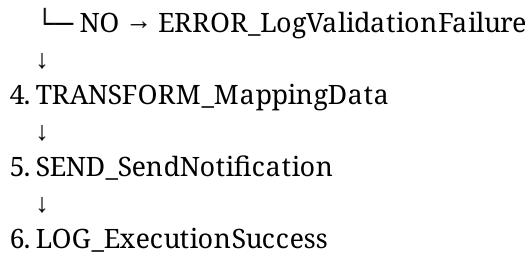 └─ NO → ERROR_LogValidationFailure
↓
4. TRANSFORM_MappingData
↓
5. SEND_SendNotification
↓
6. LOG_ExecutionSuccess